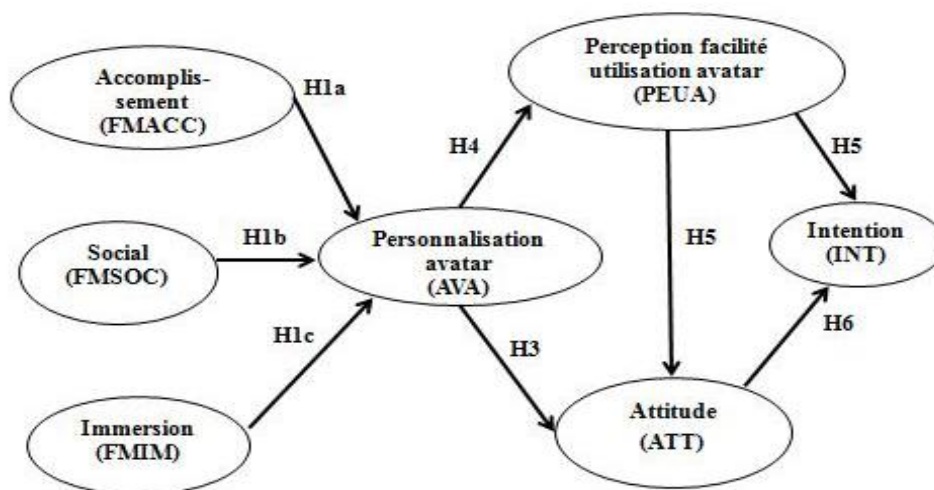 Accomplis-
sement
(FMACC)
H1a
Social
(FMSOC)
H1b
Immersion
(FMIM)
H1c
Personnalisation
avatar
(AVA)
H4
H3
Perception facilité
utilisation avatar
(PEUA)
H5
H5
Intention
(INT)
H6
Attitude
(ATT)